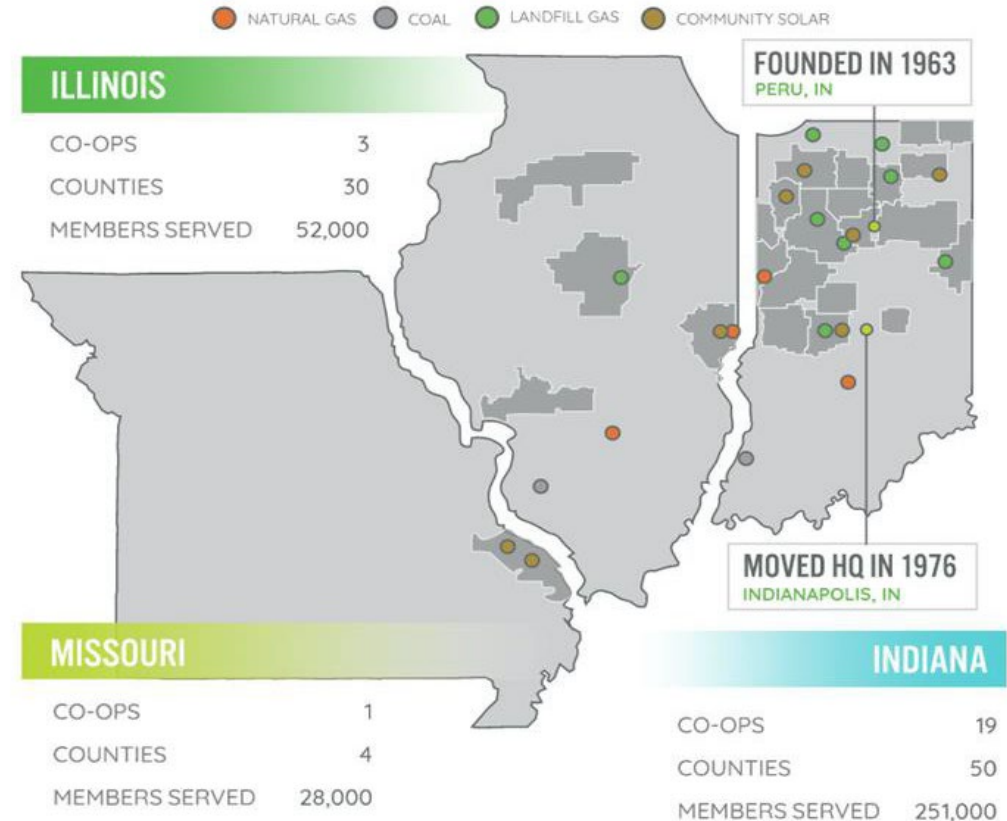 NATURAL GAS COAL LANDFILL GAS COMMUNITY SOLAR
ILLINOIS
CO-OPS 3
COUNTIES 30
MEMBERS SERVED 52,000
FOUNDED IN 1963
PERU, IN
MOVED HQ IN 1976
INDIANAPOLIS, IN
MISSOURI
CO-OPS 1
COUNTIES 4
MEMBERS SERVED 28,000
INDIANA
CO-OPS 19
COUNTIES 50
MEMBERS SERVED 251,000